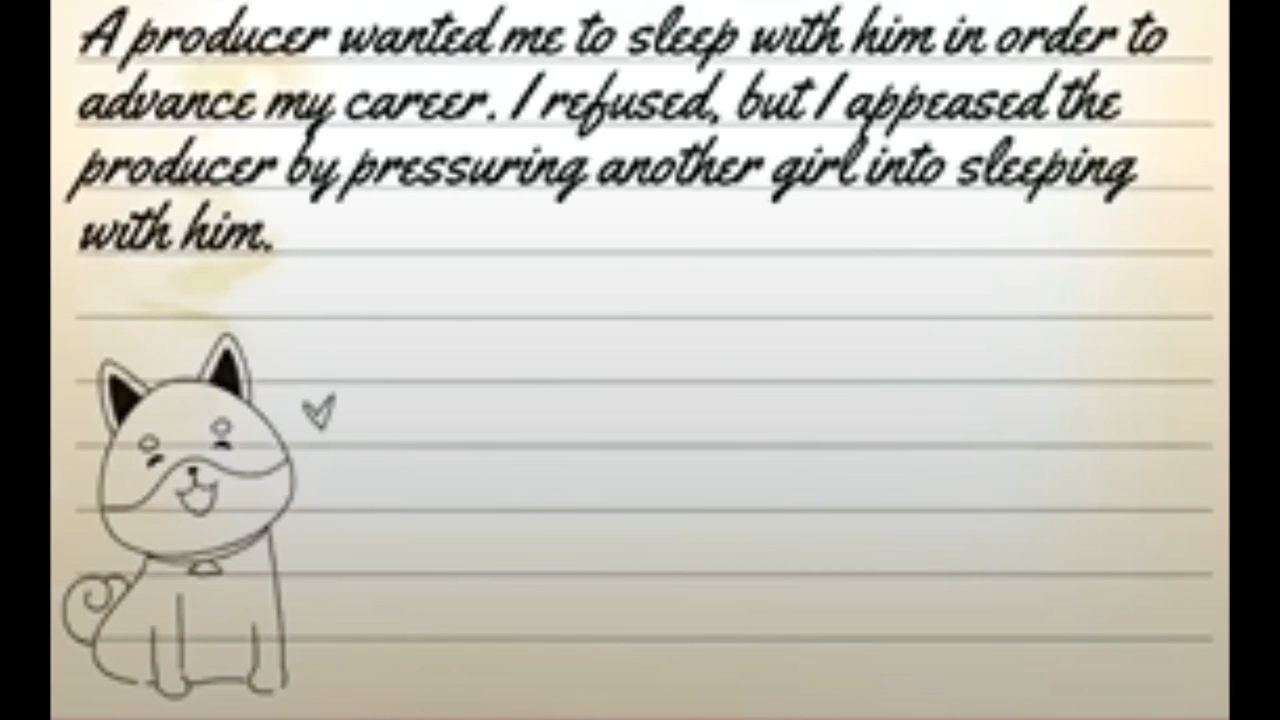 A producer wanted me to sleep with him in order to
advance my career. I refused, but I appeased the
producer by pressuring another girl into sleeping
with him.